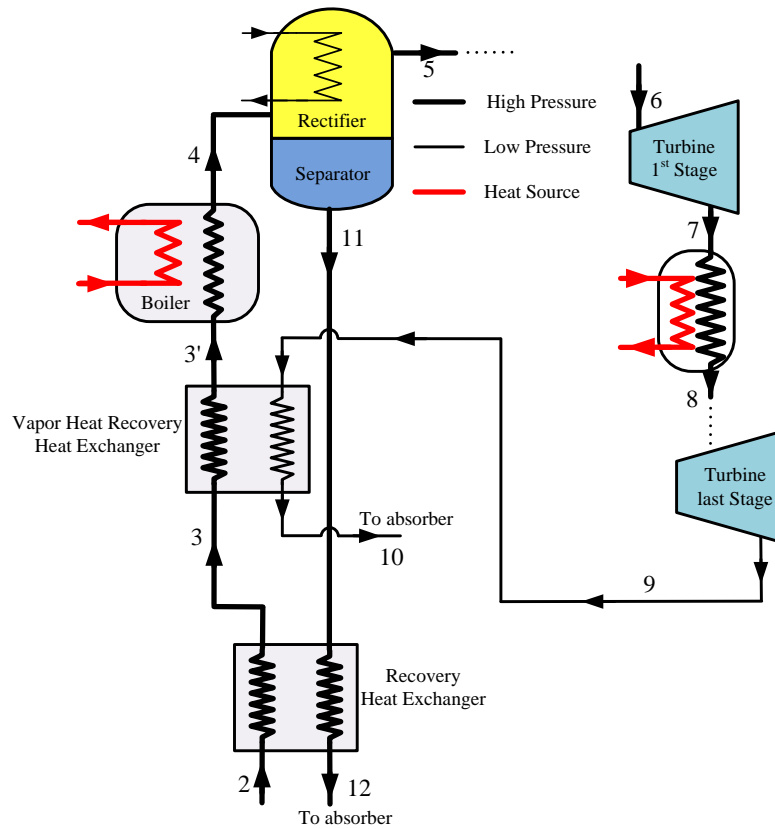 5
Rectifier
Separator
High Pressure
Low Pressure
Heat Source
6
Turbine
1st Stage
4
11
7
Boiler
3'
8
Vapor Heat Recovery
Heat Exchanger
Turbine
last Stage
To absorber
10
3
9
Recovery
Heat Exchanger
2
12
To absorber